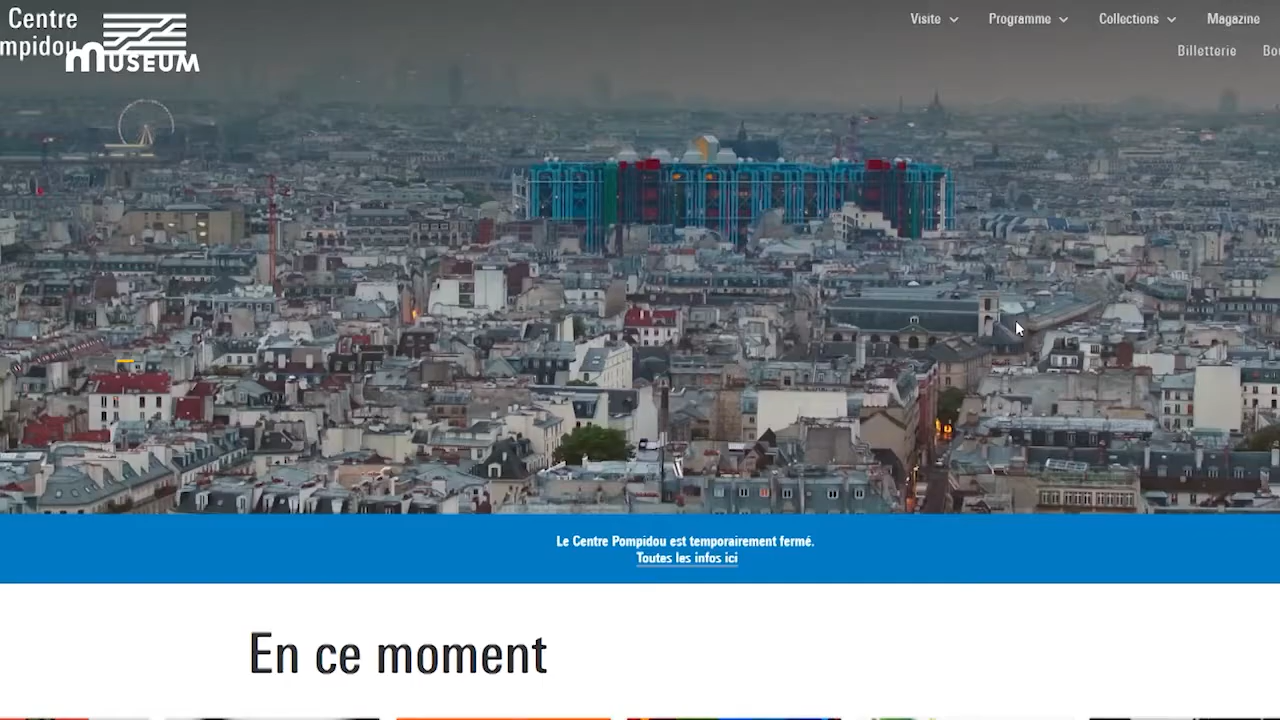 Centre
mpidou
MUSEUM
Visite
Programme
Collections
Magazine
Billetterie
Le Centre Pompidou est temporairement fermé.
Toutes les infos ici
En ce moment